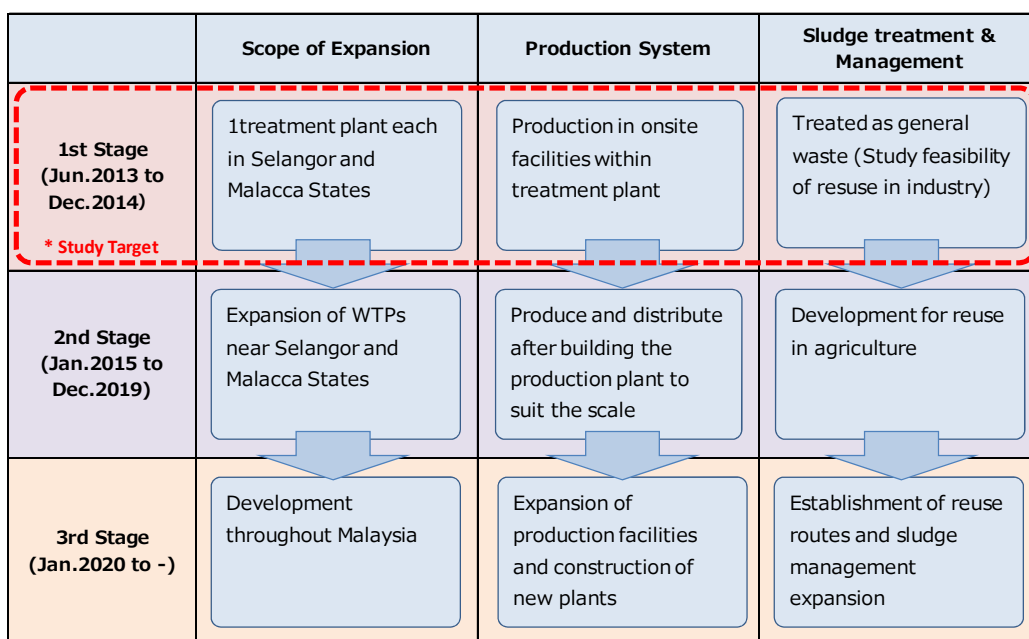 Scope of Expansion
Production System
Sludge treatment &
Management
1st Stage
(Jun.2013 to
Dec.2014)
* Study Target
1treatment plant each
in Selangor and
Malacca States
Production in onsite
facilities within
treatment plant
Treated as general
waste (Study feasibility
of resuse in industry)
2nd Stage
(Jan.2015 to
Dec.2019)
Expansion of WTPs
near Selangor and
Malacca States
Produce and distribute
after building the
production plant to
suit the scale
Development for reuse
in agriculture
3rd Stage
(Jan.2020 to -)
Development
throughout Malaysia
Expansion of
production facilities
and construction of
new plants
Establishment of reuse
routes and sludge
management
expansion